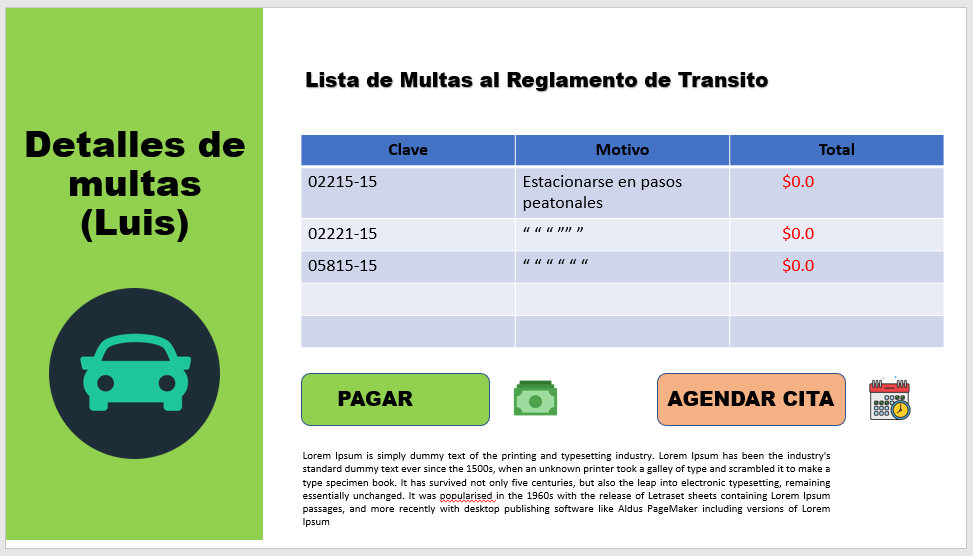 Detalles de
multas
(Luis)
Lista de Multas al Reglamento de Transito
Clave Motivo Total
02215-15 Estacionarse en pasos peatonales $0.0
02221-15 “ “ “ ”” ” $0.0
05815-15 “ “ “ “ “ “ $0.0
PAGAR
AGENDAR CITA
Lorem Ipsum is simply dummy text of the printing and typesetting industry. Lorem Ipsum has been the industry's
standard dummy text ever since the 1500s, when an unknown printer took a galley of type and scrambled it to make a
type specimen book. It has survived not only five centuries, but also the leap into electronic typesetting, remaining
essentially unchanged. It was popularised in the 1960s with the release of Letraset sheets containing Lorem Ipsum
passages, and more recently with desktop publishing software like Aldus PageMaker including versions of Lorem
Ipsum